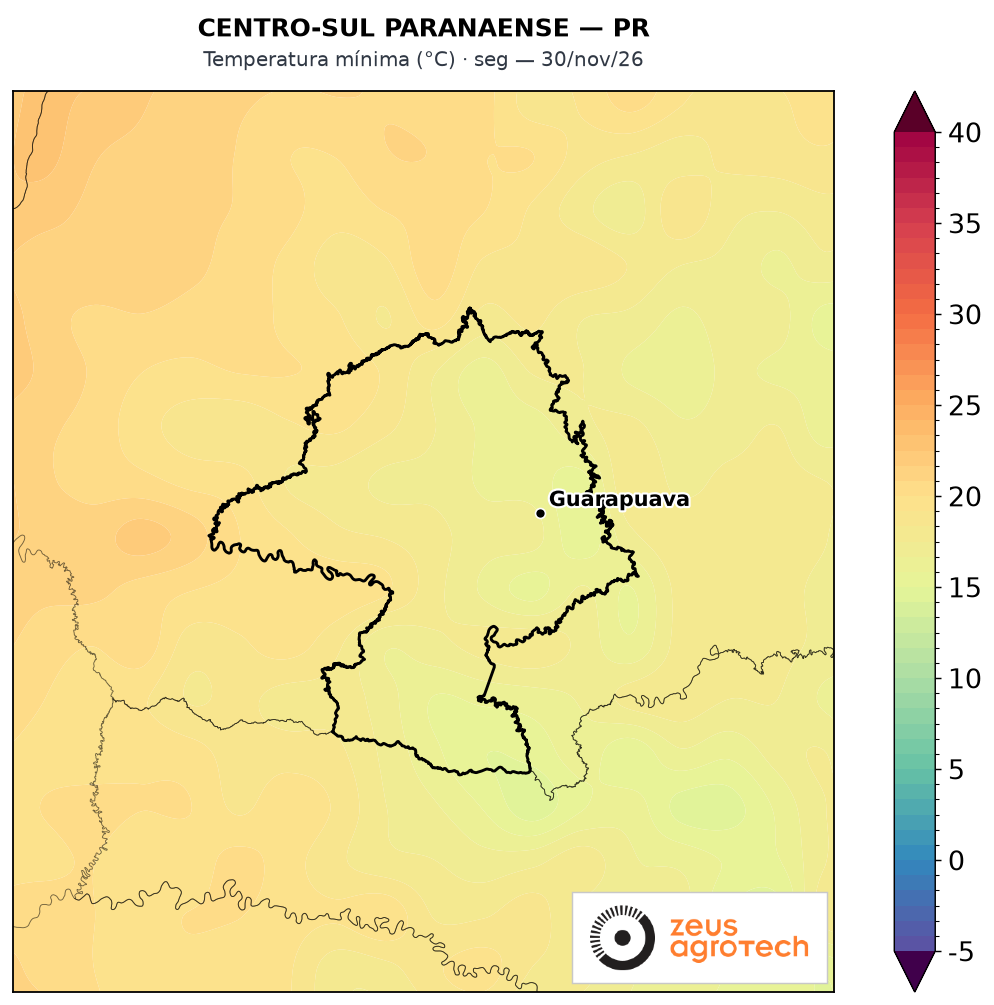 CENTRO-SUL PARANAENSE — PR
Temperatura mínima (°C) · seg — 30/nov/26
40
35
30
25
20
15
10
5
0
-5
Guarapuava
zeus
agrotech